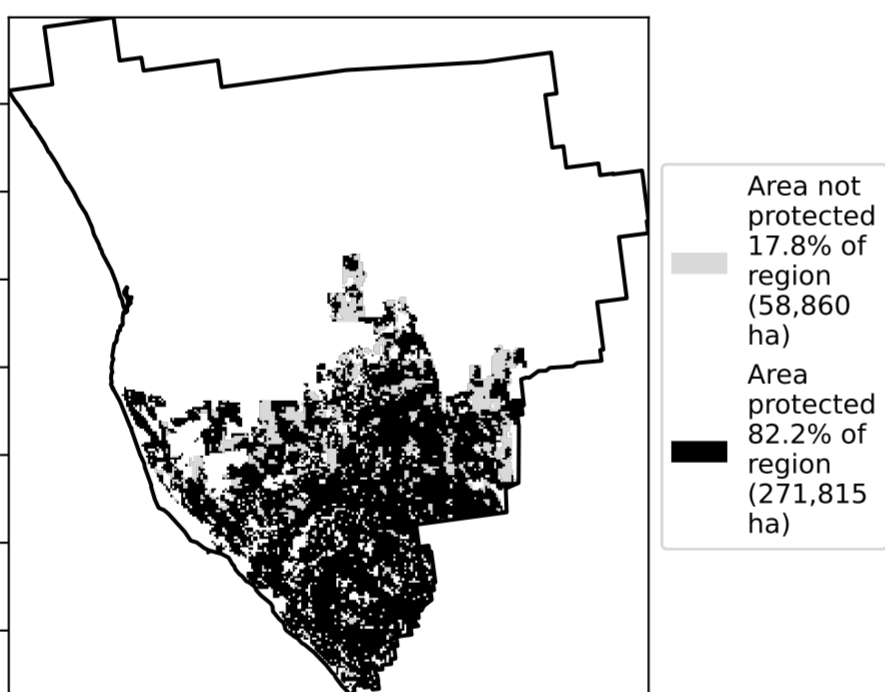 Area not
protected
17.8% of
region
(58,860
ha)
Area
protected
82.2% of
region
(271,815
ha)